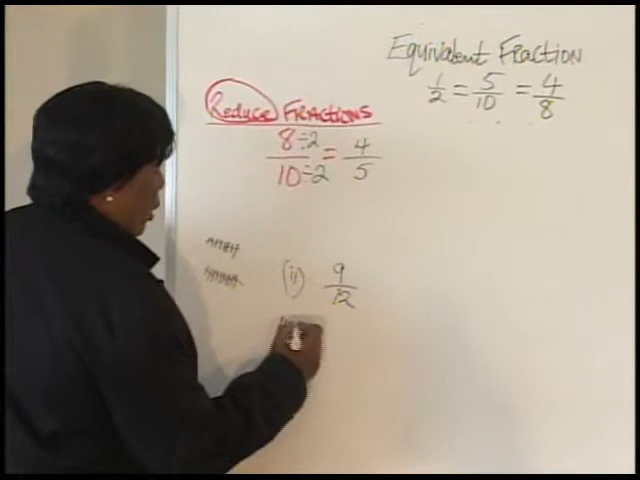 Equivalent Fraction
1/2 = 5/10 = 4/8
Reduce FRACTIONS
8÷2/10÷2 = 4/5
(ii) 9/12